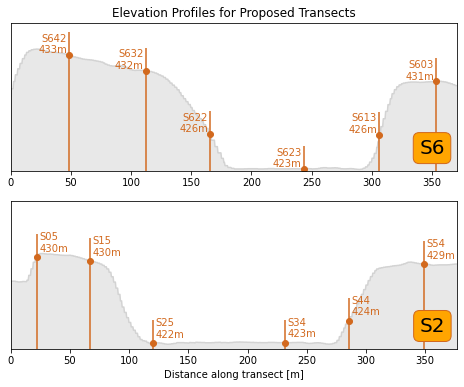 Elevation Profiles for Proposed Transects
S642
433m
S632
432m
S622
426m
S623
423m
S613
426m
S603
431m
S6
0 50 100 150 200 250 300 350
S05
430m
S15
430m
S25
422m
S34
423m
S44
424m
S54
429m
S2
0 50 100 150 200 250 300 350
Distance along transect [m]